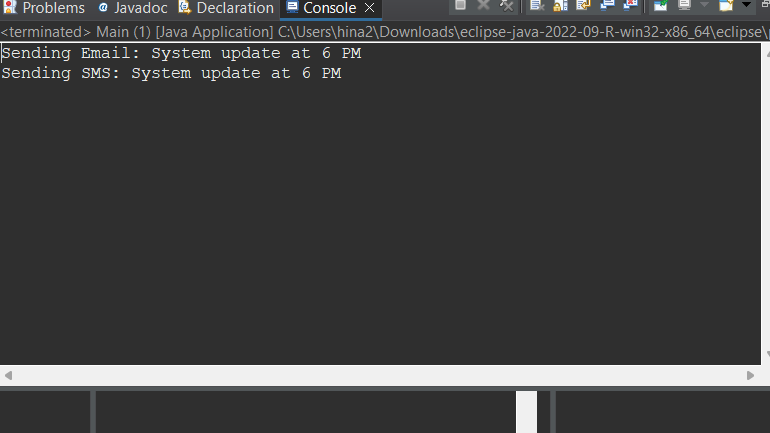 Problems @ Javadoc Declaration Console
<terminated> Main (1) [Java Application] C:\Users\hina2\Downloads\eclipse-java-2022-09-R-win32-x86_64\eclipse\
Sending Email: System update at 6 PM
Sending SMS: System update at 6 PM